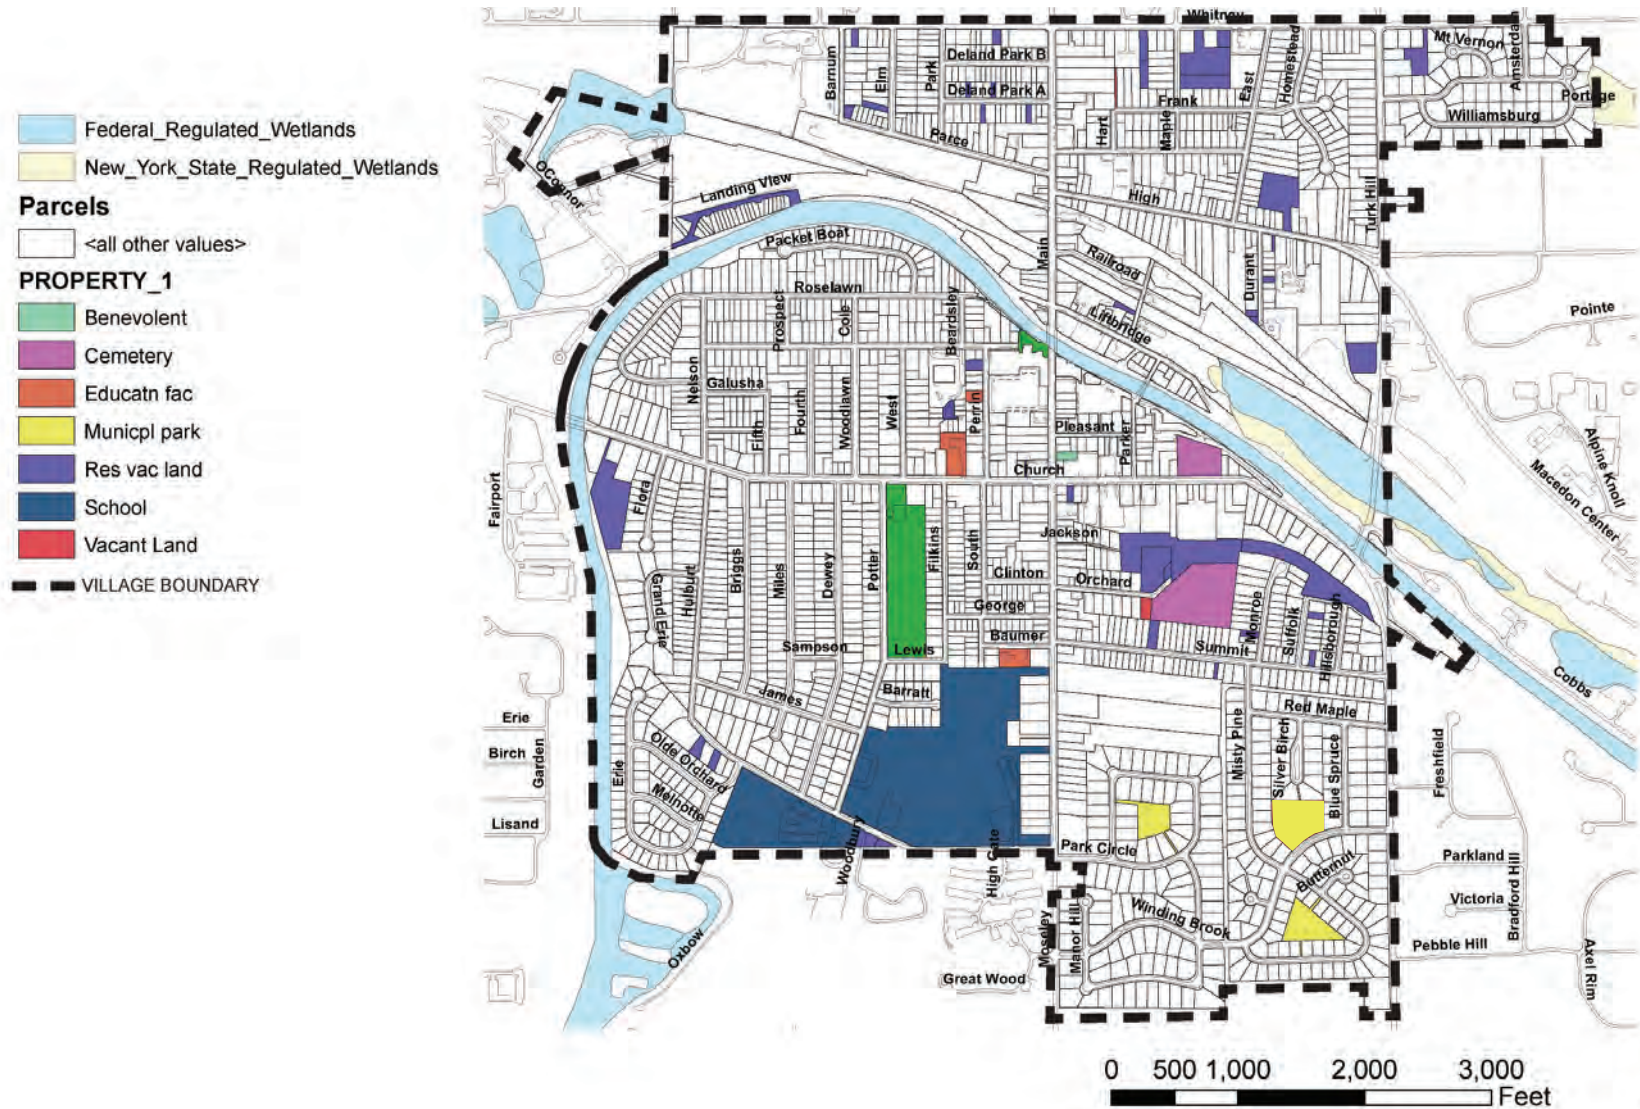 Federal_Regulated_Wetlands
New_York_State_Regulated_Wetlands
Parcels
<all other values>
PROPERTY_1
Benevolent
Cemetery
Educatn fac
Municpl park
Res vac land
School
Vacant Land
VILLAGE BOUNDARY
Whitney
Barnum
Elm
Park
Deland Park B
Deland Park A
Parce
Hart
Maple
Frank
East
Homestead
Mt Vernon
Amsterdam
Portage
Williamsburg
OConnor
Landing View
Packet Boat
Main
High
Turk Hill
Railroad
Liftbridge
Durant
Pointe
Roselawn
Prospect
Cole
Beardsley
Nelson
Galusha
Fifth
Fourth
Woodlawn
West
Perrin
Pleasant
Parker
Church
Alpine Knoll
Macedon Center
Fairport
Flora
Grand Erie
Hulburt
Briggs
Miles
Dewey
Potter
Filkins
South
Jackson
Clinton
Orchard
George
Baumer
Sampson
Lewis
Summit
Monroe
Suffolk
Hillsborough
Cobbs
James
Barratt
Red Maple
Misty Pine
Silver Birch
Blue Spruce
Erie
Birch
Garden
Lisand
Erie
Olde Orchard
Melnotte
Woodbury
High Gate
Park Circle
Butternut
Winding Brook
Manor Hill
Moseley
Great Wood
Oxbow
Freshfield
Parkland
Victoria
Bradford Hill
Pebble Hill
Axel Rim
0 500 1,000 2,000 3,000
Feet